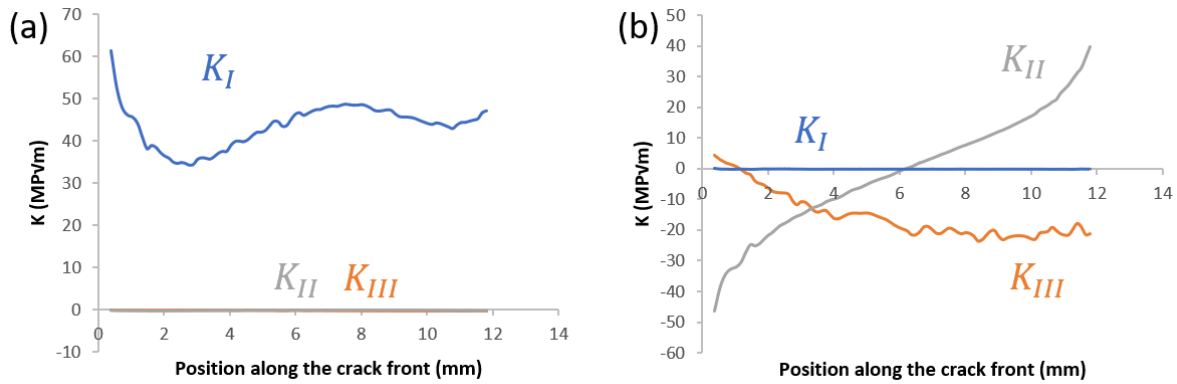 (a)
70
60
50
40
30
20
10
0
-10
K (MPVm)
K_I
K_II K_III
0 2 4 6 8 10 12 14
Position along the crack front (mm)
(b)
50
40
30
20
10
0
-10
-20
-30
-40
-50
-60
K (MPVm)
K_II
K_I
0 2 4 6 8 10 12 14
K_III
Position along the crack front (mm)